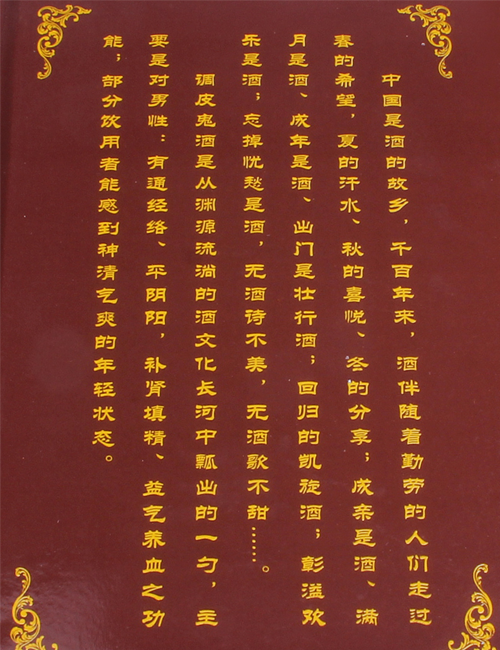 中国是酒的故乡，千百年来，酒伴随着勤劳的人们走过
春的希望，夏的汗水、秋的喜悦、冬的分享；成亲是酒、满
月是酒、成年是酒、出门是壮行酒；回归的凯旋酒；彰溢欢
乐是酒；忘掉忧愁是酒，无酒诗不美，无酒歌不甜……。
调皮鬼酒是从渊源流淌的酒文化长河中瓢出的一勺，主
要是对男性：有通经络、平阴阳，补肾填精、益气养血之功
能；部分饮用者能感到神清气爽的年轻状态。